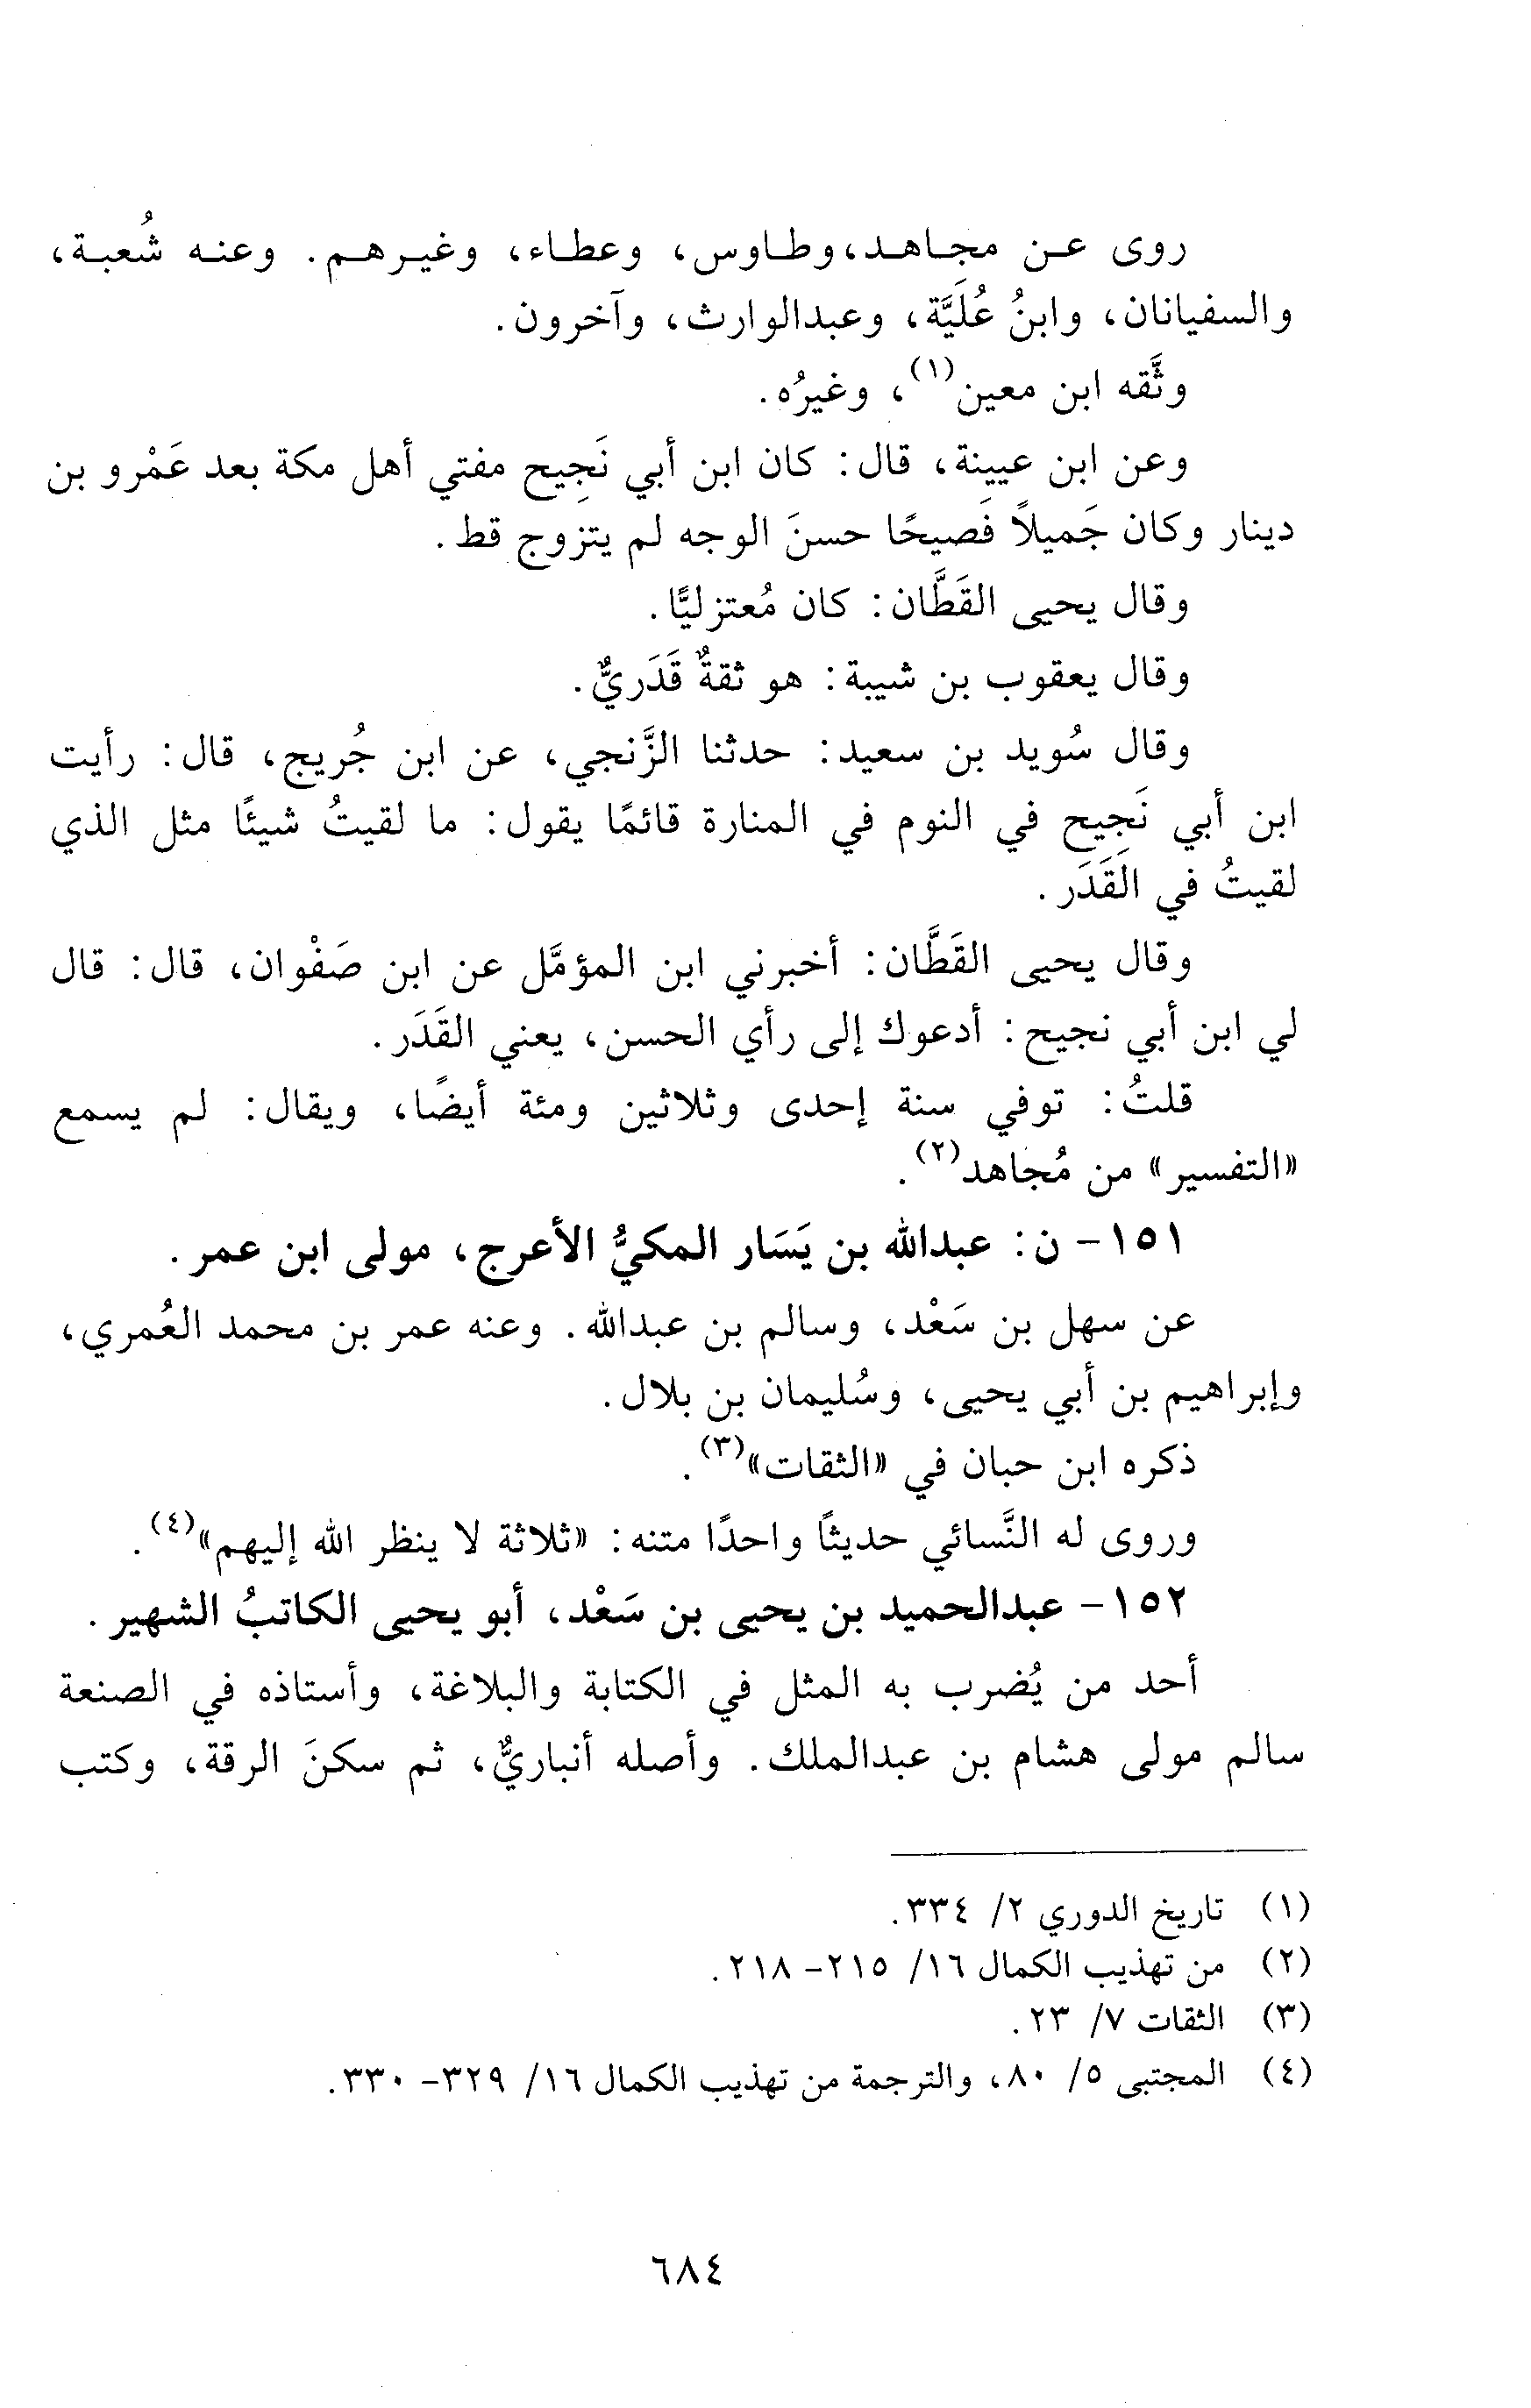 روى عن مجاهد، وطاوس، وعطاء، وغيرهم. وعنه شُعبة،
والسفيانان، وابنُ عُلَيَّة، وعبدالوارث، وآخرون.
وثَّقه ابن معين(١)، وغيرُه.
وعن ابن عيينة، قال: كان ابن أبي نَجِيح مفتي أهل مكة بعد عَمْرو بن
دينار وكان جَميلاً فَصيحًا حسنَ الوجه لم يتزوج قط.
وقال يحيى القَطَّان: كان مُعتزليًّا.
وقال يعقوب بن شيبة: هو ثقةٌ قَدَريٌّ.
وقال سُويد بن سعيد: حدثنا الزَّنجي، عن ابن جُريج، قال: رأيت
ابن أبي نَجِيح في النوم في المنارة قائمًا يقول: ما لقيتُ شيئًا مثل الذي
لقيتُ في القَدَر.
وقال يحيى القَطَّان: أخبرني ابن المؤمَّل عن ابن صَفْوان، قال: قال
لي ابن أبي نجيح: أدعوك إلى رأي الحسن، يعني القَدَر.
قلتُ: توفي سنة إحدى وثلاثين ومئة أيضًا، ويقال: لم يسمع
«التفسير» من مُجاهد(٢).
١٥١- ن: عبدالله بن يَسَار المكيُّ الأعرج، مولى ابن عمر.
عن سهل بن سَعْد، وسالم بن عبدالله. وعنه عمر بن محمد العُمري،
وإبراهيم بن أبي يحيى، وسُليمان بن بلال.
ذكره ابن حبان في «الثقات»(٣).
وروى له النَّسائي حديثًا واحدًا متنه: «ثلاثة لا ينظر الله إليهم»(٤).
١٥٢- عبدالحميد بن يحيى بن سَعْد، أبو يحيى الكاتبُ الشهير.
أحد من يُضرب به المثل في الكتابة والبلاغة، وأستاذه في الصنعة
سالم مولى هشام بن عبدالملك. وأصله أنباريٌّ، ثم سكنَ الرقة، وكتب
(١) تاريخ الدوري ٢/ ٣٣٤.
(٢) من تهذيب الكمال ١٦/ ٢١٥- ٢١٨.
(٣) الثقات ٧/ ٢٣.
(٤) المجتبى ٥/ ٨٠، والترجمة من تهذيب الكمال ١٦/ ٣٢٩- ٣٣٠.
٦٨٤